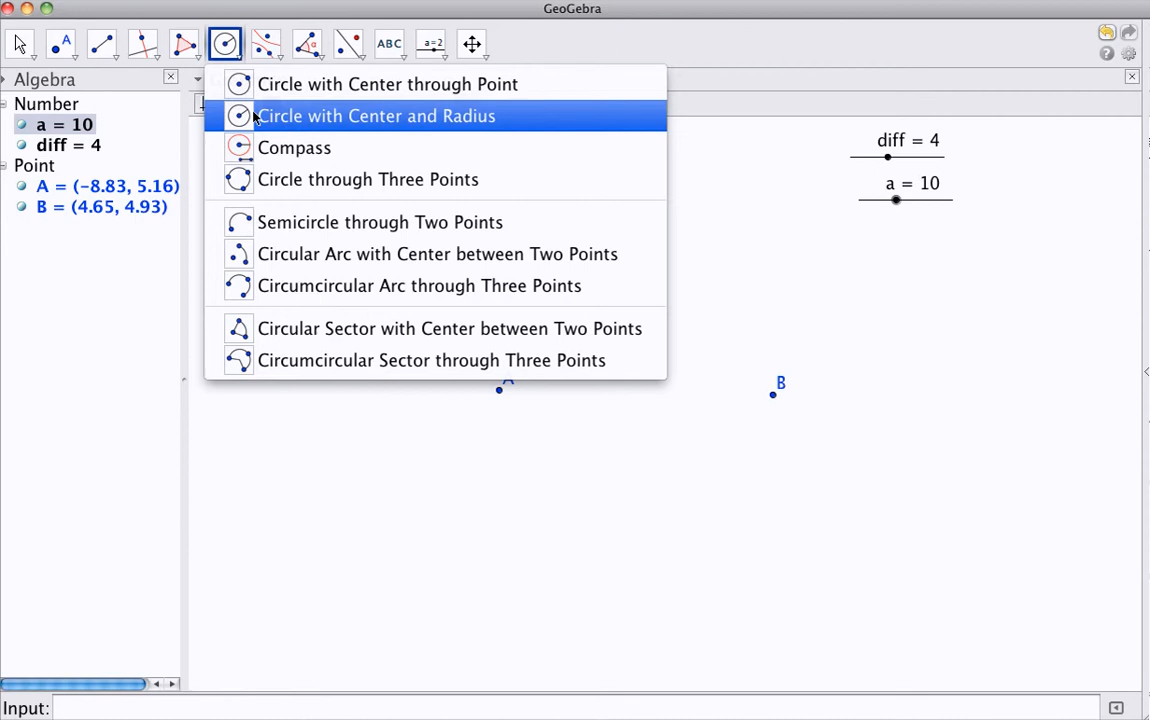 GeoGebra
A
ABC
a=2
Algebra
Number
a = 10
diff = 4
Point
A = (-8.83, 5.16)
B = (4.65, 4.93)
Circle with Center through Point
Circle with Center and Radius
Compass
Circle through Three Points
Semicircle through Two Points
Circular Arc with Center between Two Points
Circumcircular Arc through Three Points
Circular Sector with Center between Two Points
Circumcircular Sector through Three Points
diff = 4
a = 10
A
B
Input: